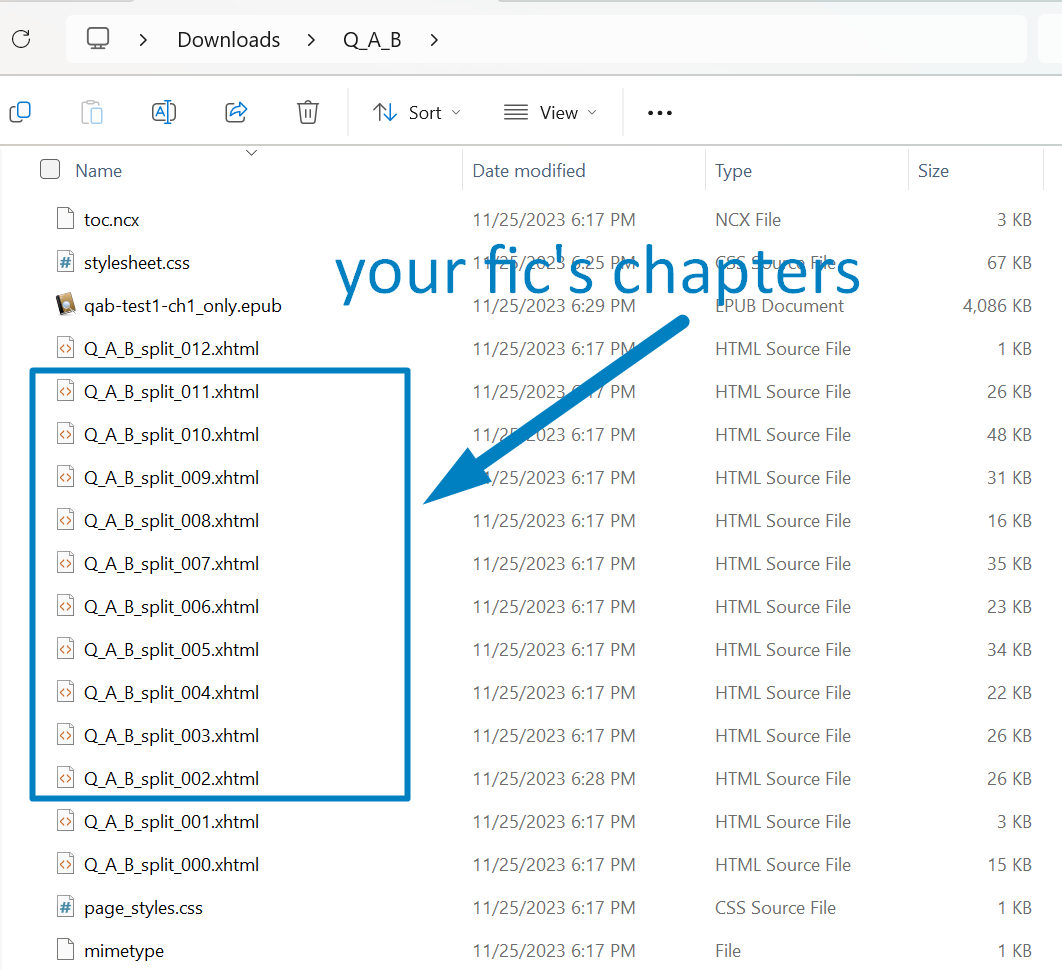 Downloads > Q_A_B >
Sort View
Name Date modified Type Size
toc.ncx 11/25/2023 6:17 PM NCX File 3 KB
stylesheet.css 11/25/2023 6:25 PM CSS Source File 67 KB
your fic's chapters
qab-test1-ch1_only.epub 11/25/2023 6:29 PM EPUB Document 4,086 KB
Q_A_B_split_012.xhtml 11/25/2023 6:17 PM HTML Source File 1 KB
Q_A_B_split_011.xhtml 11/25/2023 6:17 PM HTML Source File 26 KB
Q_A_B_split_010.xhtml 11/25/2023 6:17 PM HTML Source File 48 KB
Q_A_B_split_009.xhtml 11/25/2023 6:17 PM HTML Source File 31 KB
Q_A_B_split_008.xhtml 11/25/2023 6:17 PM HTML Source File 16 KB
Q_A_B_split_007.xhtml 11/25/2023 6:17 PM HTML Source File 35 KB
Q_A_B_split_006.xhtml 11/25/2023 6:17 PM HTML Source File 23 KB
Q_A_B_split_005.xhtml 11/25/2023 6:17 PM HTML Source File 34 KB
Q_A_B_split_004.xhtml 11/25/2023 6:17 PM HTML Source File 22 KB
Q_A_B_split_003.xhtml 11/25/2023 6:17 PM HTML Source File 26 KB
Q_A_B_split_002.xhtml 11/25/2023 6:28 PM HTML Source File 26 KB
Q_A_B_split_001.xhtml 11/25/2023 6:17 PM HTML Source File 3 KB
Q_A_B_split_000.xhtml 11/25/2023 6:17 PM HTML Source File 15 KB
page_styles.css 11/25/2023 6:17 PM CSS Source File 1 KB
mimetype 11/25/2023 6:17 PM File 1 KB